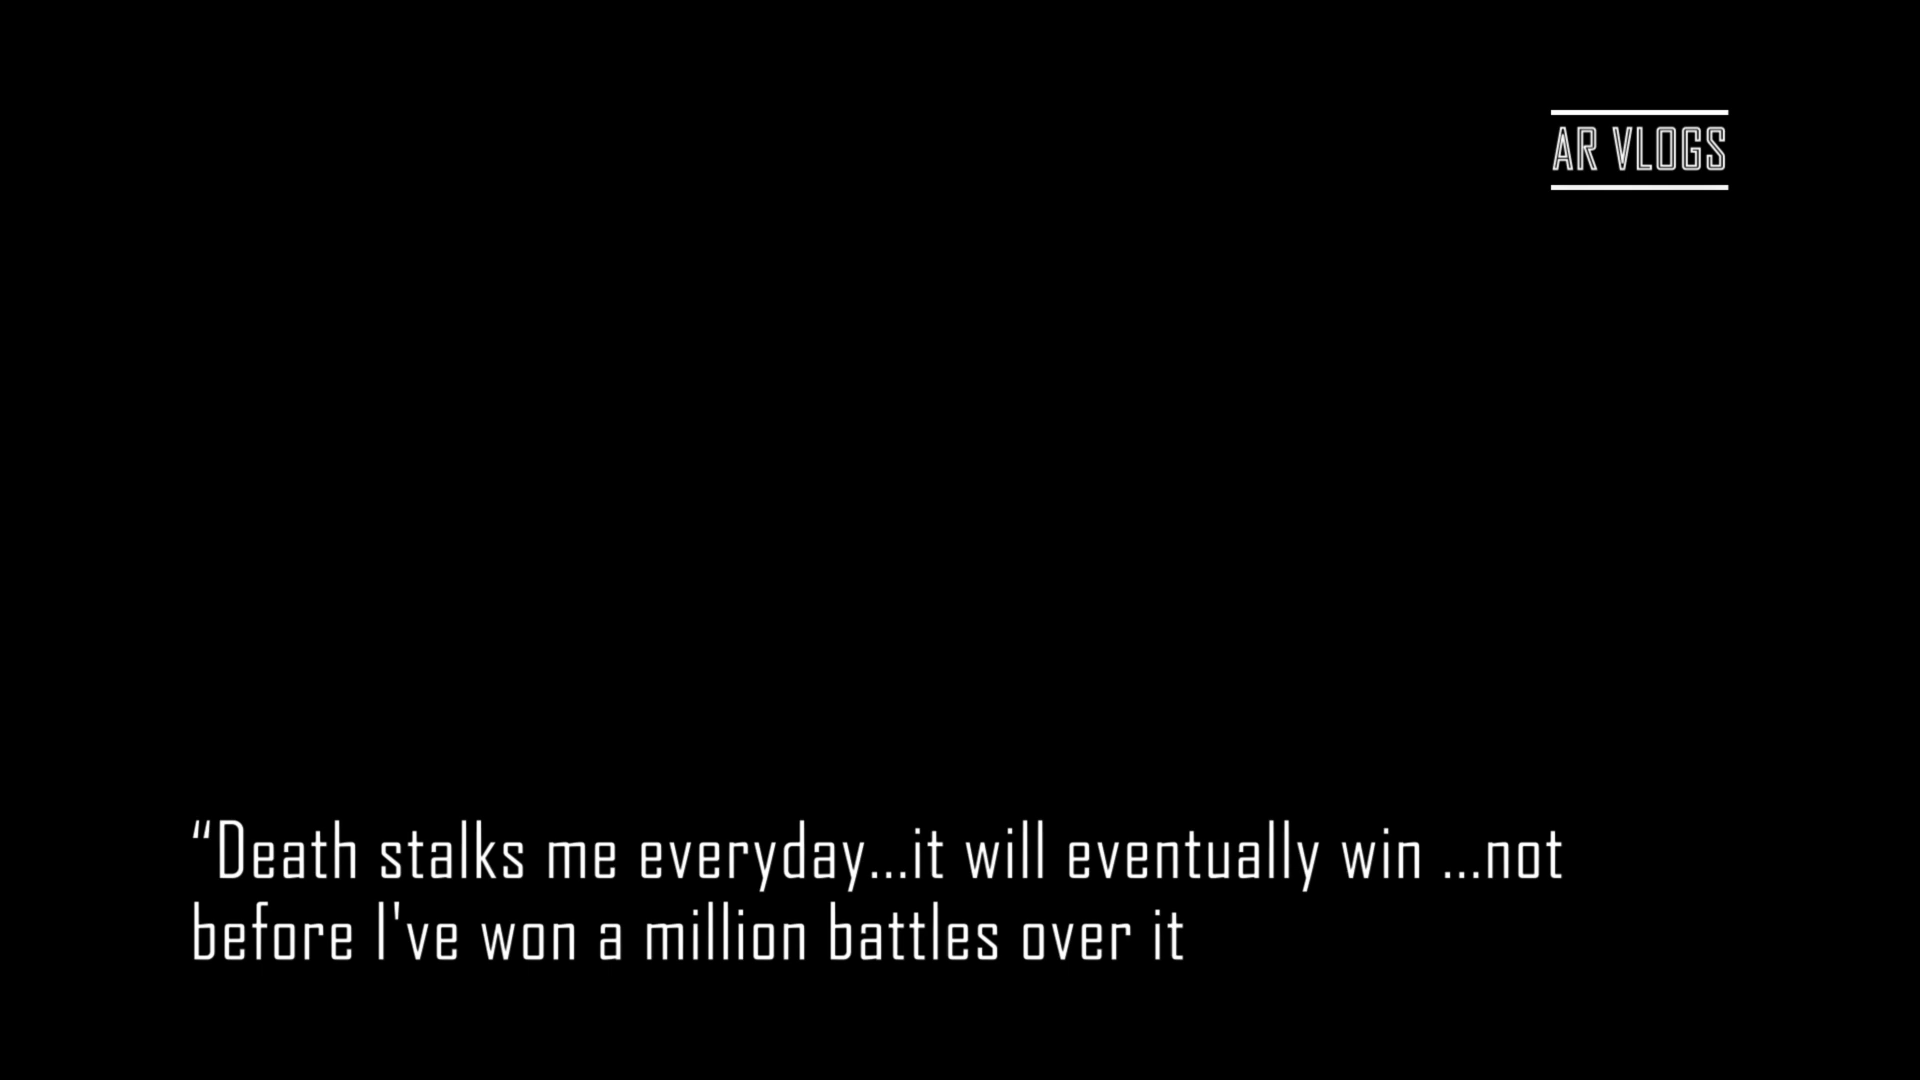 AR VLOGS
“Death stalks me everyday...it will eventually win ...not
before I've won a million battles over it